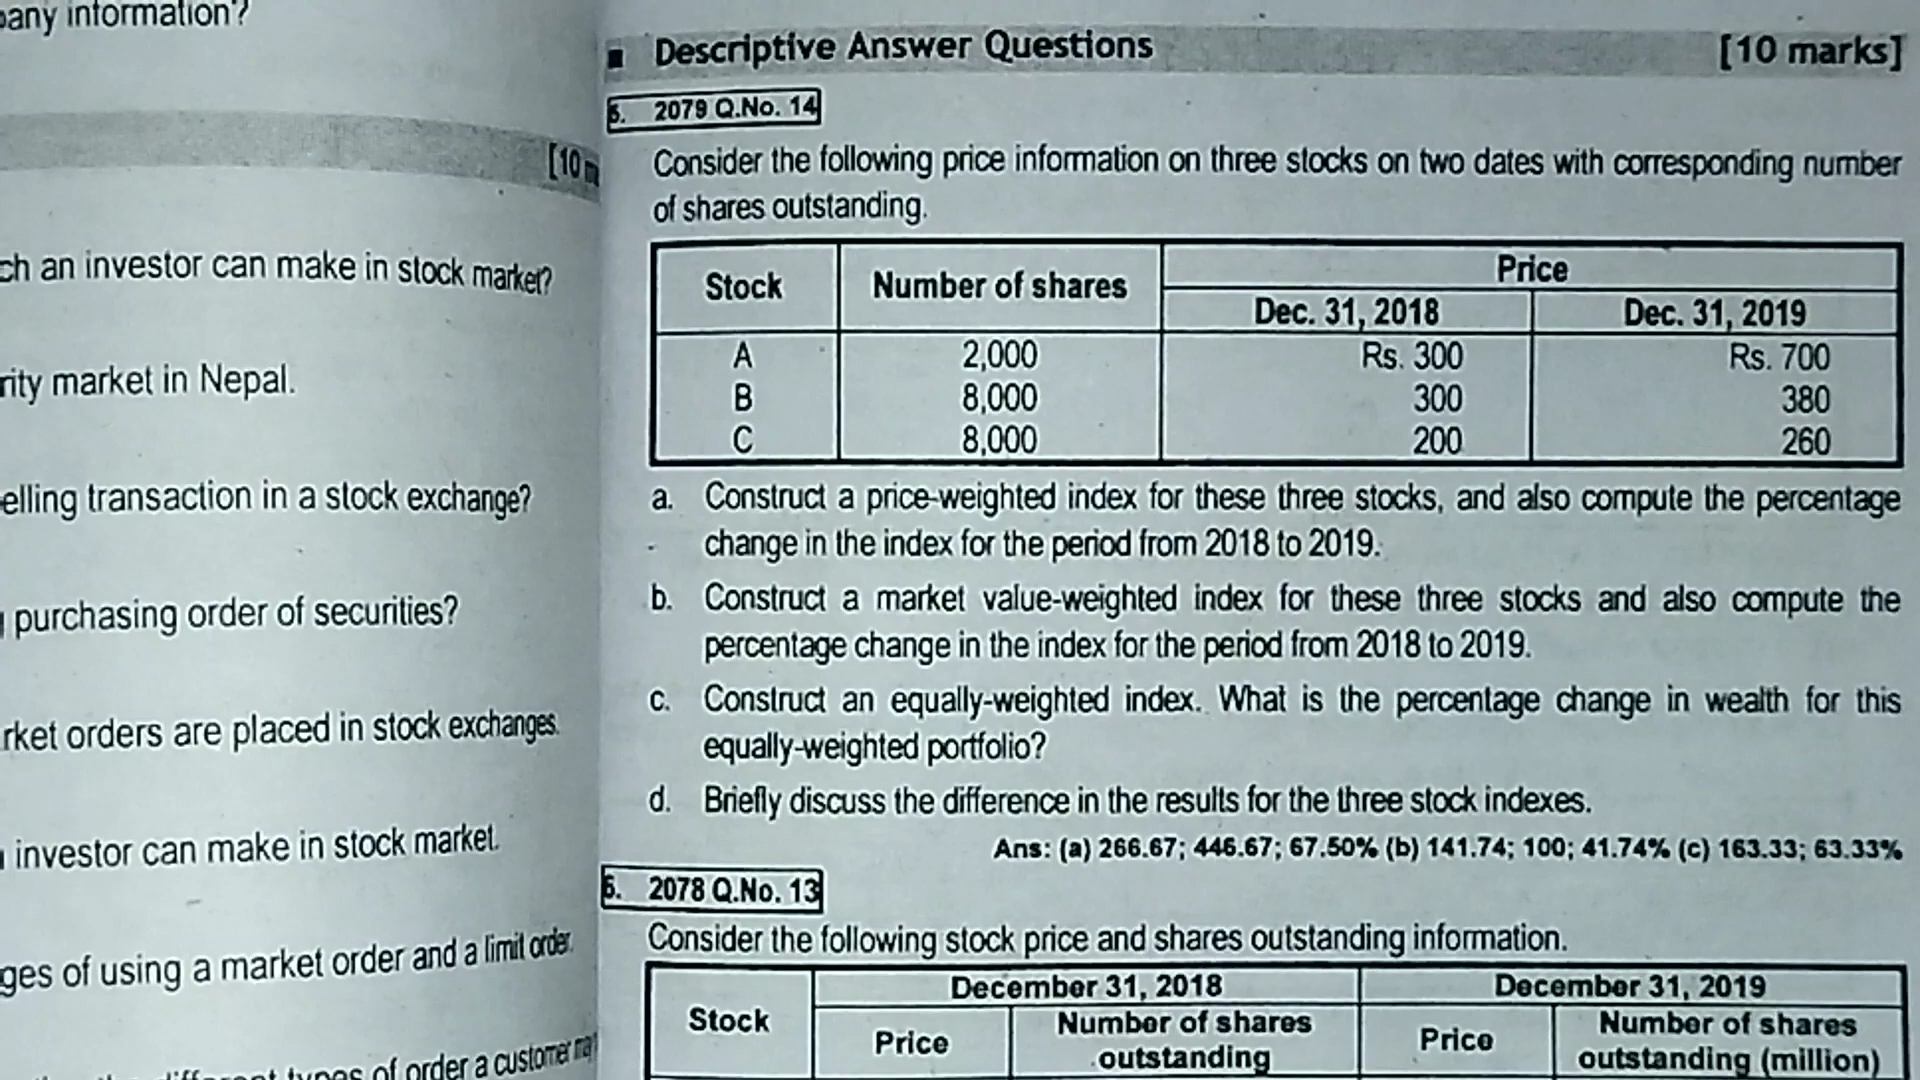 any information?
[10
ch an investor can make in stock market?
rity market in Nepal.
elling transaction in a stock exchange?
purchasing order of securities?
rket orders are placed in stock exchanges.
investor can make in stock market.
ges of using a market order and a limit order.
types of order a customer may
■ Descriptive Answer Questions [10 marks]
5. 2079 Q.No. 14
Consider the following price information on three stocks on two dates with corresponding number
of shares outstanding.
Stock Number of shares Price
Dec. 31, 2018 Dec. 31, 2019
A 2,000 Rs. 300 Rs. 700
B 8,000 300 380
C 8,000 200 260
a. Construct a price-weighted index for these three stocks, and also compute the percentage
change in the index for the period from 2018 to 2019.
b. Construct a market value-weighted index for these three stocks and also compute the
percentage change in the index for the period from 2018 to 2019.
c. Construct an equally-weighted index. What is the percentage change in wealth for this
equally-weighted portfolio?
d. Briefly discuss the difference in the results for the three stock indexes.
Ans: (a) 266.67; 446.67; 67.50% (b) 141.74; 100; 41.74% (c) 163.33; 63.33%
6. 2078 Q.No. 13
Consider the following stock price and shares outstanding information.
Stock December 31, 2018 December 31, 2019
Price Number of shares outstanding Price Number of shares outstanding (million)